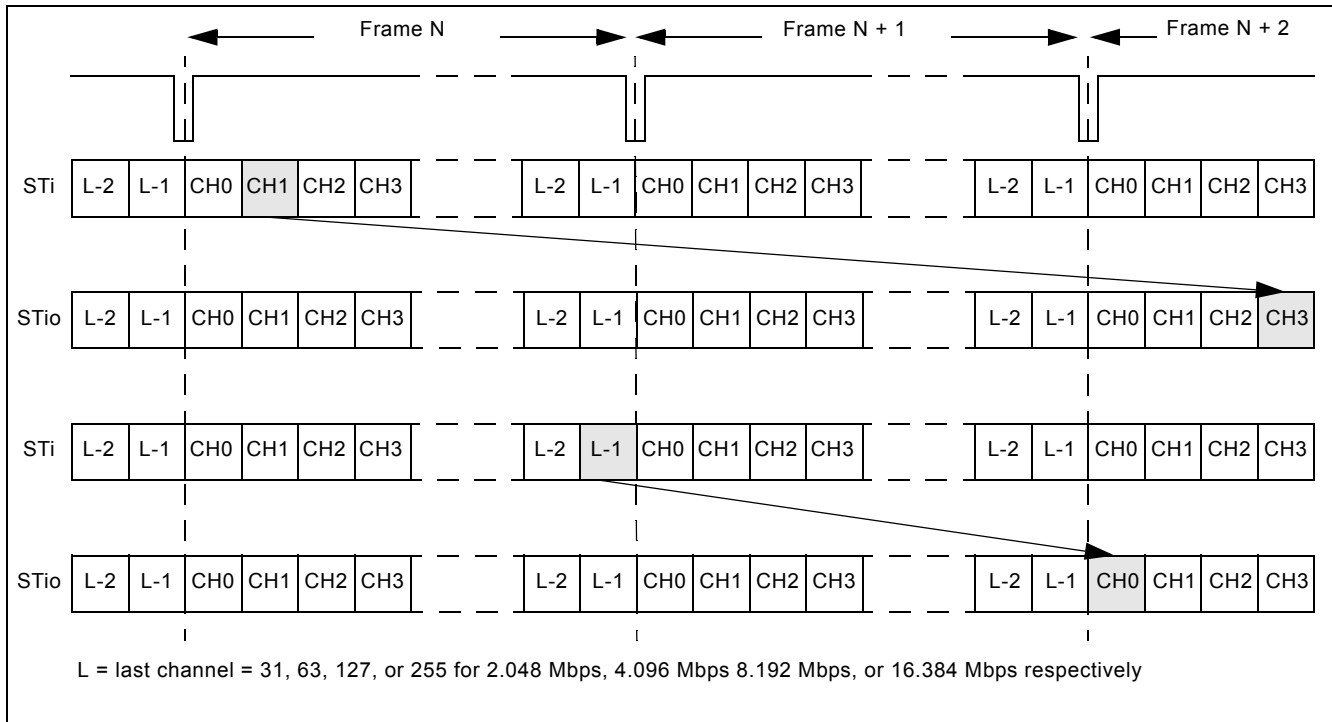 Frame N Frame N + 1 Frame N + 2
STi L-2 L-1 CH0 CH1 CH2 CH3 L-2 L-1 CH0 CH1 CH2 CH3 L-2 L-1 CH0 CH1 CH2 CH3
STio L-2 L-1 CH0 CH1 CH2 CH3 L-2 L-1 CH0 CH1 CH2 CH3 L-2 L-1 CH0 CH1 CH2 CH3
STi L-2 L-1 CH0 CH1 CH2 CH3 L-2 L-1 CH0 CH1 CH2 CH3 L-2 L-1 CH0 CH1 CH2 CH3
STio L-2 L-1 CH0 CH1 CH2 CH3 L-2 L-1 CH0 CH1 CH2 CH3 L-2 L-1 CH0 CH1 CH2 CH3
L = last channel = 31, 63, 127, or 255 for 2.048 Mbps, 4.096 Mbps 8.192 Mbps, or 16.384 Mbps respectively